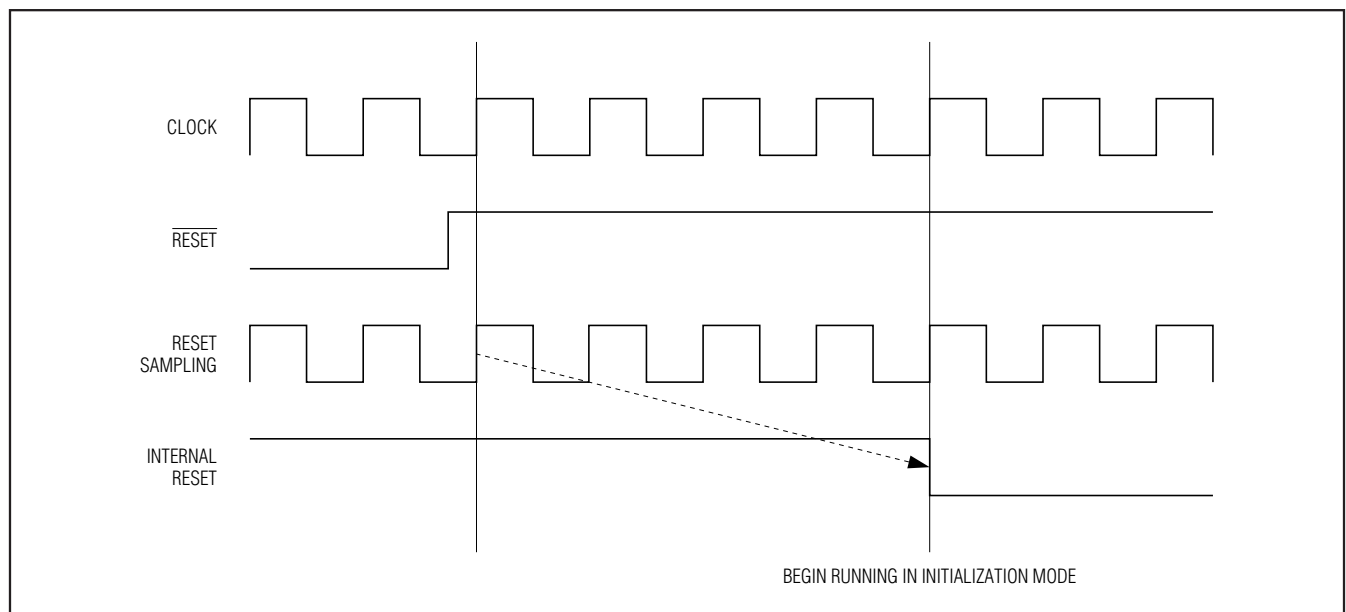 CLOCK
RESET
RESET
SAMPLING
INTERNAL
RESET
BEGIN RUNNING IN INITIALIZATION MODE